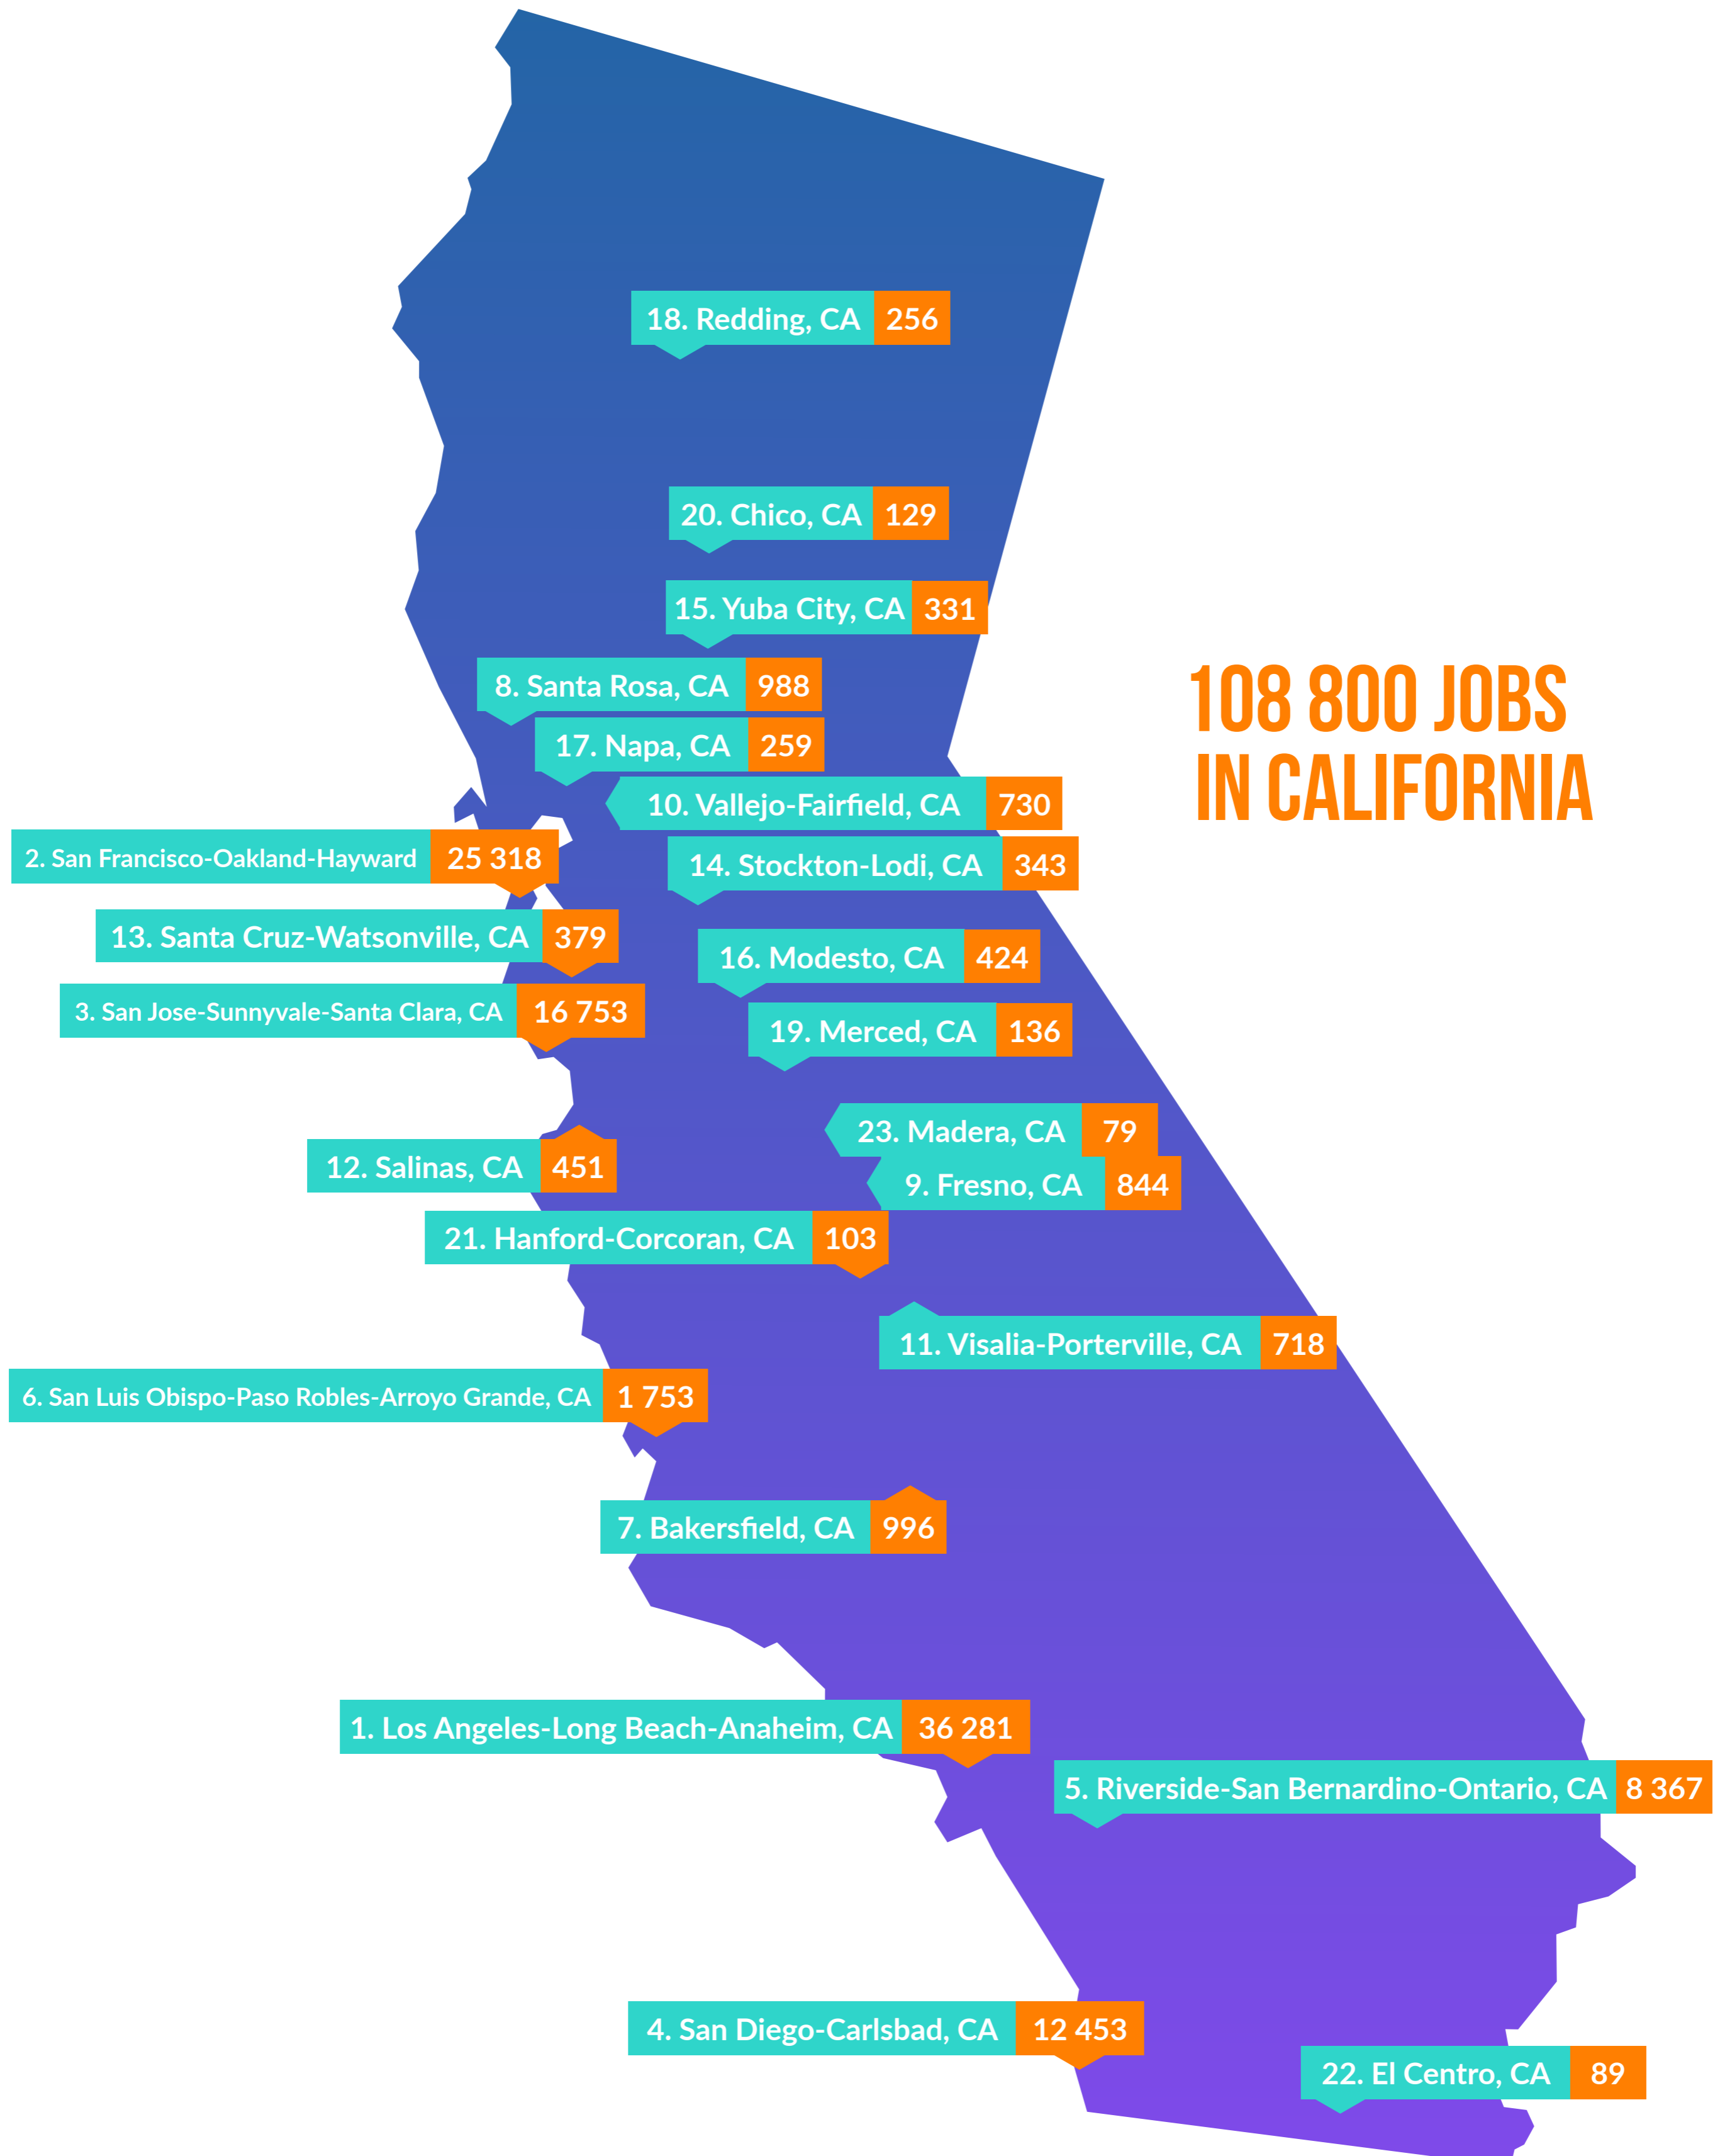 18. Redding, CA 256
20. Chico, CA 129
15. Yuba City, CA 331
8. Santa Rosa, CA 988
108 800 JOBS
IN CALIFORNIA
17. Napa, CA 259
10. Vallejo-Fairfield, CA 730
2. San Francisco-Oakland-Hayward 25 318
14. Stockton-Lodi, CA 343
13. Santa Cruz-Watsonville, CA 379
16. Modesto, CA 424
3. San Jose-Sunnyvale-Santa Clara, CA 16 753
19. Merced, CA 136
23. Madera, CA 79
12. Salinas, CA 451
9. Fresno, CA 844
21. Hanford-Corcoran, CA 103
11. Visalia-Porterville, CA 718
6. San Luis Obispo-Paso Robles-Arroyo Grande, CA 1 753
7. Bakersfield, CA 996
1. Los Angeles-Long Beach-Anaheim, CA 36 281
5. Riverside-San Bernardino-Ontario, CA 8 367
4. San Diego-Carlsbad, CA 12 453
22. El Centro, CA 89